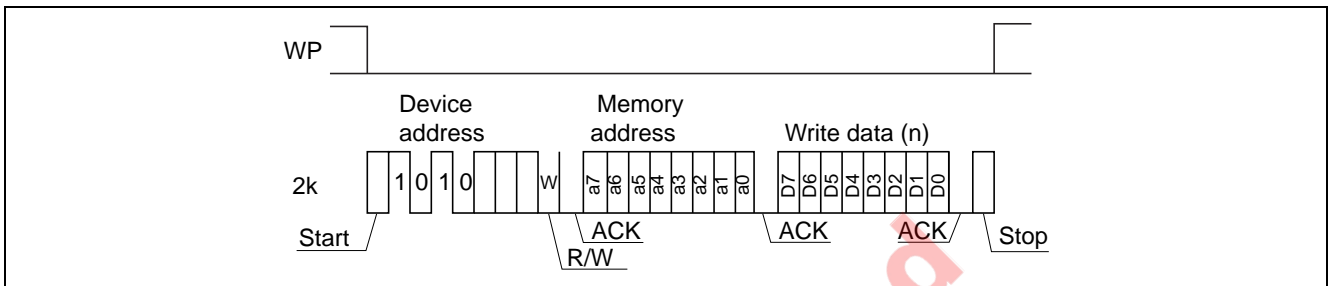 WP
Device Memory
address address Write data (n)
2k 1 0 1 0 W a7 a6 a5 a4 a3 a2 a1 a0 D7 D6 D5 D4 D3 D2 D1 D0
Start ACK ACK ACK Stop
R/W